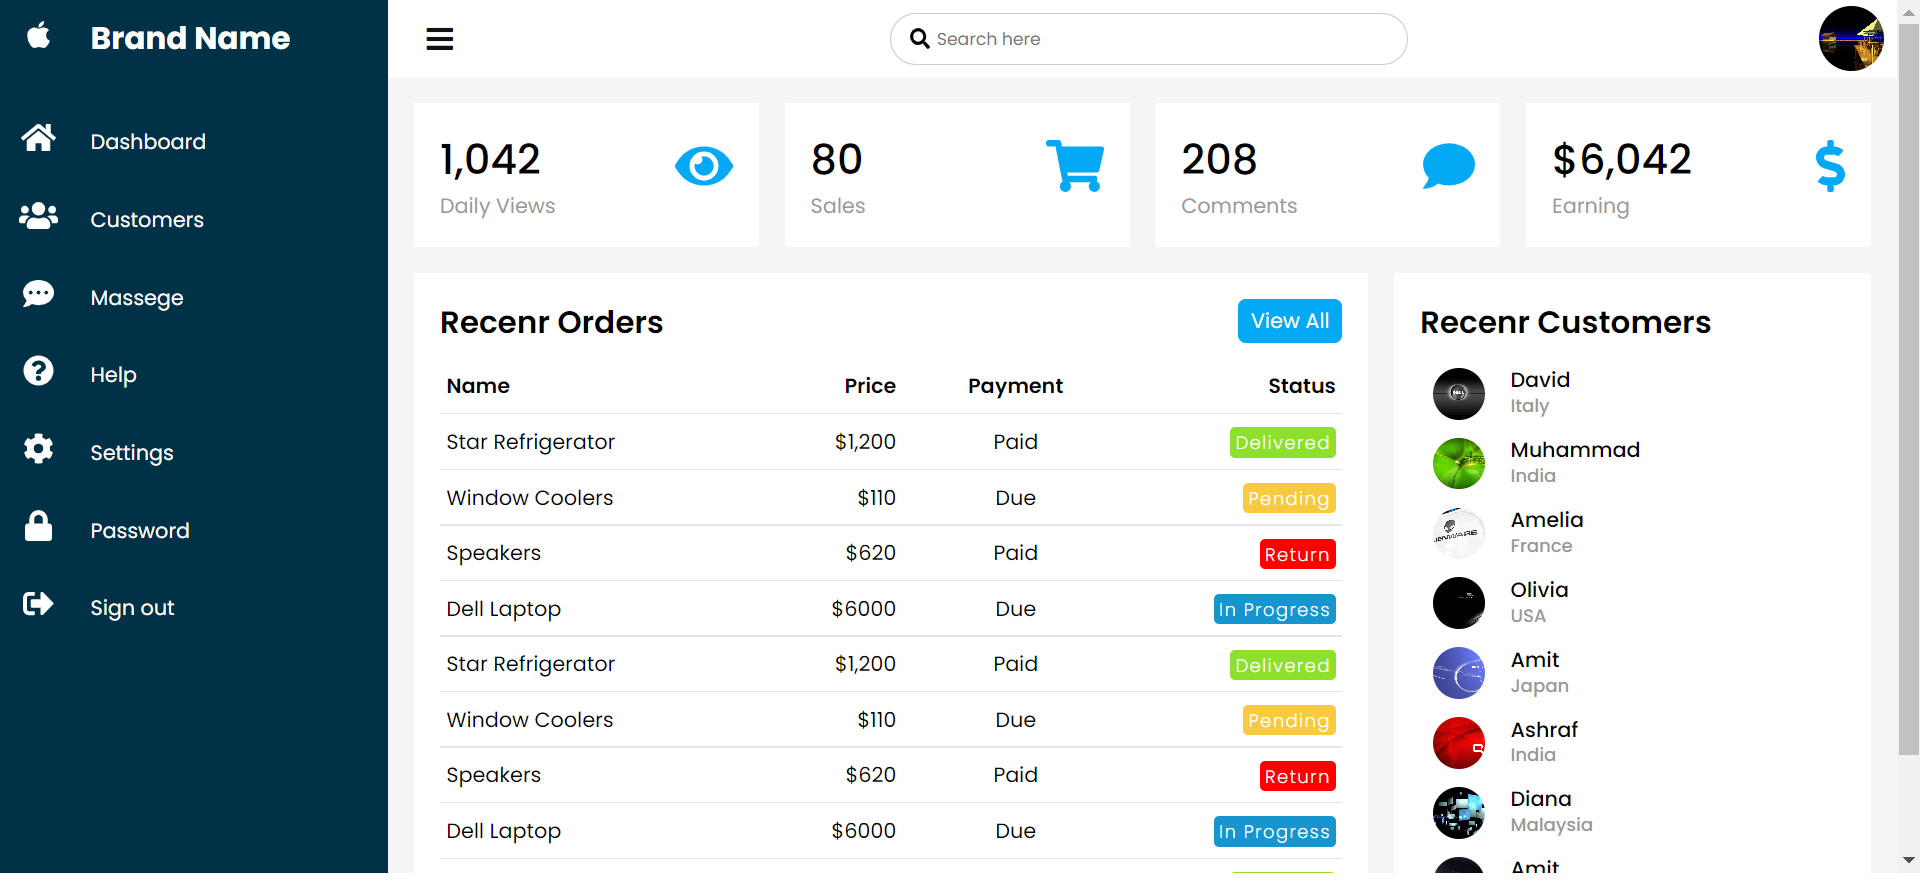 Brand Name
Dashboard
Customers
Massege
Help
Settings
Password
Sign out
Search here
1,042
Daily Views
80
Sales
208
Comments
$6,042
Earning
Recenr Orders
View All
Name Price Payment Status
Star Refrigerator $1,200 Paid Delivered
Window Coolers $110 Due Pending
Speakers $620 Paid Return
Dell Laptop $6000 Due In Progress
Star Refrigerator $1,200 Paid Delivered
Window Coolers $110 Due Pending
Speakers $620 Paid Return
Dell Laptop $6000 Due In Progress
Recenr Customers
David
Italy
Muhammad
India
Amelia
France
Olivia
USA
Amit
Japan
Ashraf
India
Diana
Malaysia
Amit